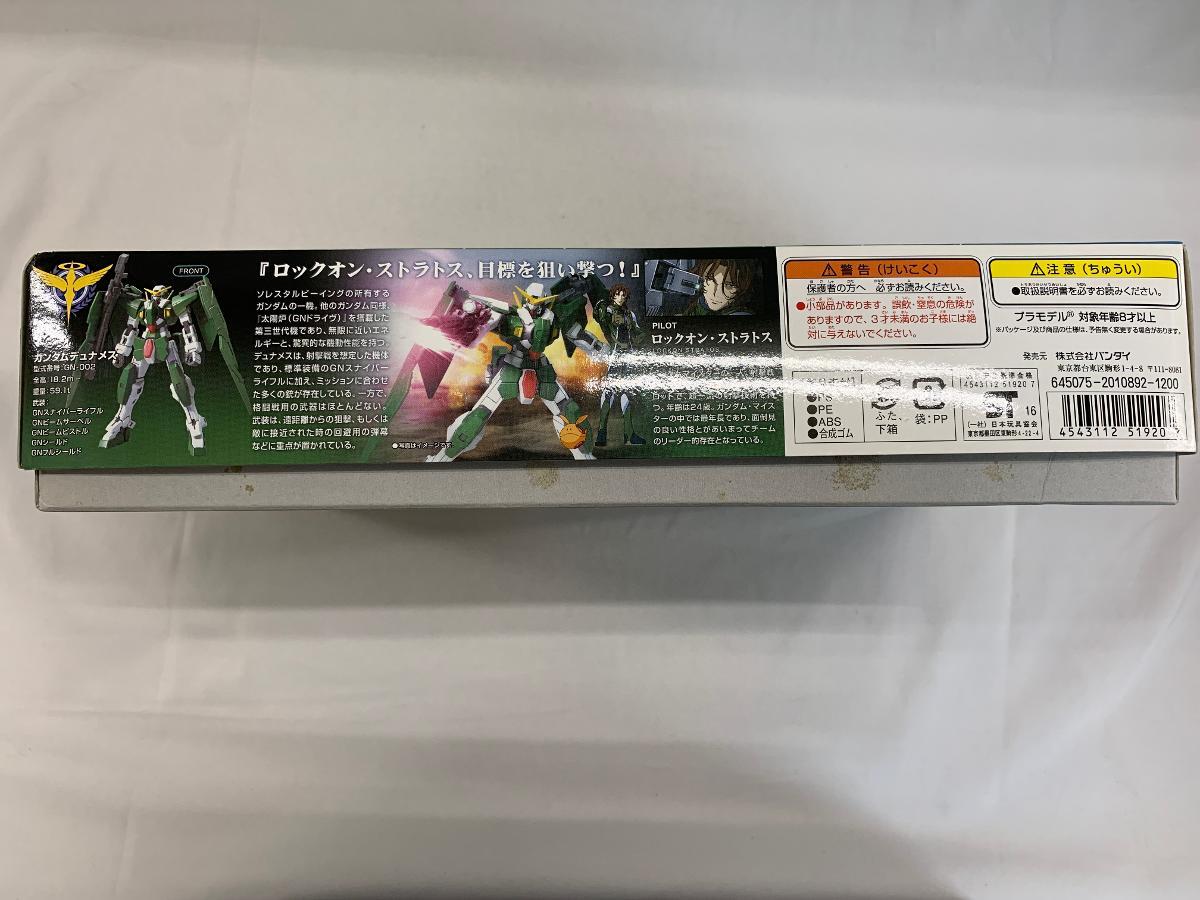 FRONT
ガンダムデュナメス
型式番号:GN-002
全高:18.2m
重量:59.1t
武装:
GNスナイパーライフル
GNビームサーベル
GNビームピストル
GNシールド
GNフルシールド
『ロックオン・ストラトス、目標を狙い撃つ!』
ソレスタルビーイングの所有する
ガンダムの一機。他のガンダム同様、
「太陽炉(GNドライヴ)」を搭載した
第三世代機であり、無限に近いエネ
ルギーと、驚異的な機動性能を持つ。
デュナメスは、射撃戦を想定した機体
であり、標準装備のGNスナイパー
ライフルに加え、ミッションに合わせ
た多くの銃が存在している。一方で、
格闘戦用の武器はほとんどない。
武装は、遠距離からの狙撃、もしくは
敵に接近された時の回避用の弾幕
などに重点が置かれている。
●写真はイメージです。
PILOT
ロックオン・ストラトス
つ。年齢は24歳。ガンダム・マイス
ターの中では最年長であり、面倒見
の良い性格とがあいまってチーム
のリーダー的存在となっている。
警告(けいこく)
保護者の方へ 必ずお読みください。
●小部品があります。誤飲・窒息の危険が
ありますので、3才未満のお子様には絶
対に与えないでください。
注意(ちゅうい)
●取扱説明書を必ずお読みください。
プラモデル® 対象年齢8才以上
※パッケージ及び商品の仕様は、予告無く変更する場合があります。
発売元 株式会社バンダイ
東京都台東区駒形1-4-8 〒111-8081
645075-2010892-1200
●PS
●PE
●ABS
●合成ゴム
ふた、
下箱
袋:PP
4543112 51920 7
ST 16
(一社)日本玩具協会
東京都墨田区東駒形4-22-4
4543112 51920